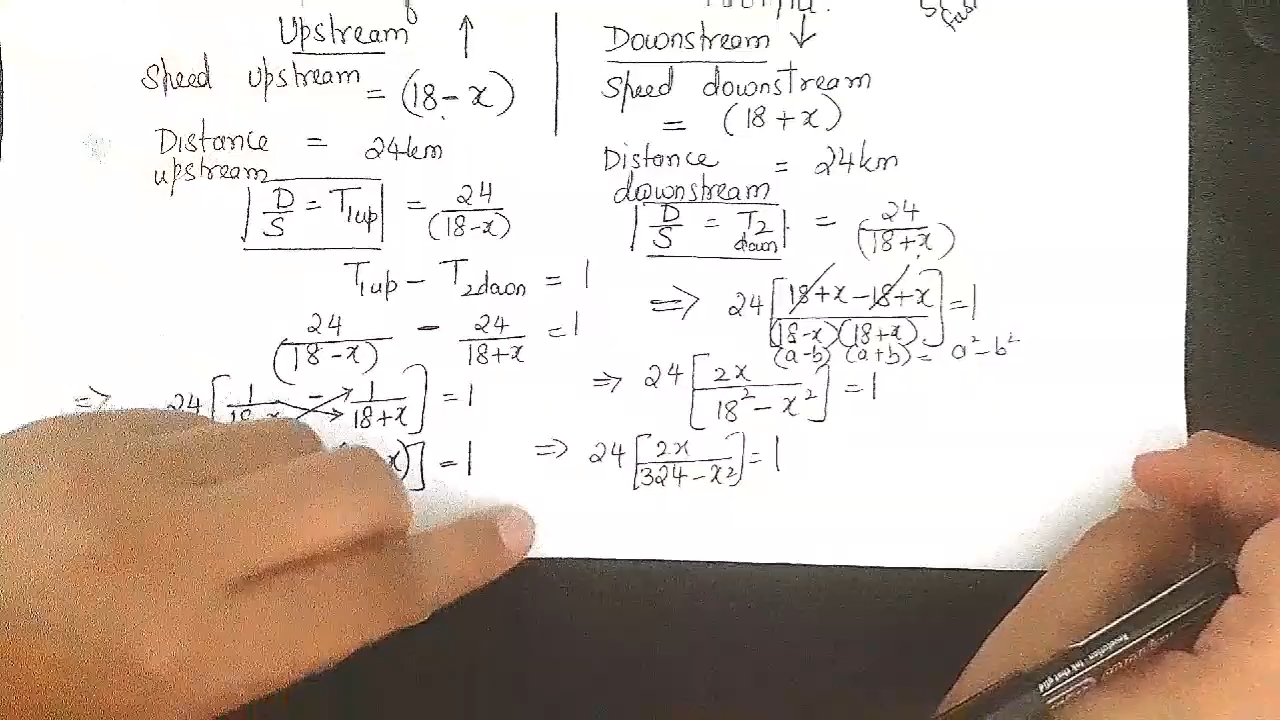 Upstream ↑
Speed upstream
= (18 - x)
Distance = 24km
upstream
D/S = T1up = 24/(18-x)
T1up - T2down = 1
24/(18-x) - 24/18+x = 1
⇒ 24[1/18-x - 1/18+x] = 1
x)] = 1
Downstream ↓
Speed downstream
= (18+x)
Distance = 24km
downstream
D/S = T2 down = 24/(18+x)
⇒ 24[18+x-18+x/(18-x)(18+x)] = 1
(a-b) (a+b) = a²-b²
⇒ 24[2x/18²-x²] = 1
⇒ 24[2x/324-x²] = 1